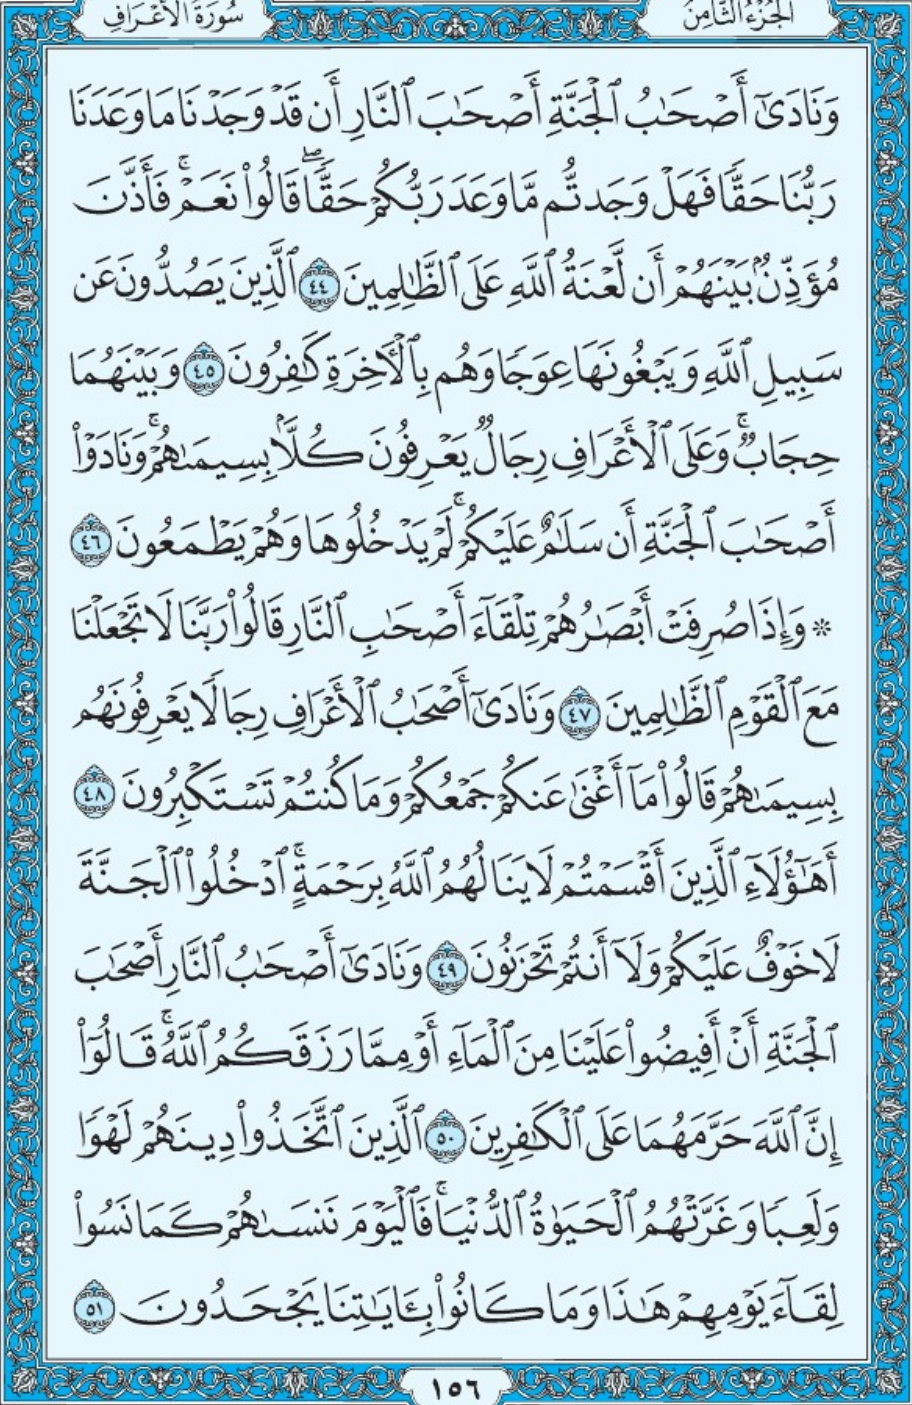 الجُزْءُ الثَّامِنُ
سُورَةُ الأَعْرَافِ
وَنَادَىٰٓ أَصْحَٰبُ ٱلْجَنَّةِ أَصْحَٰبَ ٱلنَّارِ أَن قَدْ وَجَدْنَا مَا وَعَدَنَا
رَبُّنَا حَقًّا فَهَلْ وَجَدتُّم مَّا وَعَدَ رَبُّكُمْ حَقًّاۖ قَالُوا۟ نَعَمْۚ فَأَذَّنَ
مُؤَذِّنٌۢ بَيْنَهُمْ أَن لَّعْنَةُ ٱللَّهِ عَلَى ٱلظَّٰلِمِينَ ٤٤ ٱلَّذِينَ يَصُدُّونَ عَن
سَبِيلِ ٱللَّهِ وَيَبْغُونَهَا عِوَجًا وَهُم بِٱلْأَخِرَةِ كَٰفِرُونَ ٤٥ وَبَيْنَهُمَا
حِجَابٌۚ وَعَلَى ٱلْأَعْرَافِ رِجَالٌ يَعْرِفُونَ كُلًّۢا بِسِيمَىٰهُمْۚ وَنَادَوْا۟
أَصْحَٰبَ ٱلْجَنَّةِ أَن سَلَٰمٌ عَلَيْكُمْۚ لَمْ يَدْخُلُوهَا وَهُمْ يَطْمَعُونَ ٤٦
* وَإِذَا صُرِفَتْ أَبْصَٰرُهُمْ تِلْقَآءَ أَصْحَٰبِ ٱلنَّارِ قَالُوا۟ رَبَّنَا لَا تَجْعَلْنَا
مَعَ ٱلْقَوْمِ ٱلظَّٰلِمِينَ ٤٧ وَنَادَىٰٓ أَصْحَٰبُ ٱلْأَعْرَافِ رِجَالًا يَعْرِفُونَهُم
بِسِيمَىٰهُمْ قَالُوا۟ مَآ أَغْنَىٰ عَنكُمْ جَمْعُكُمْ وَمَا كُنتُمْ تَسْتَكْبِرُونَ ٤٨
أَهَٰٓؤُلَآءِ ٱلَّذِينَ أَقْسَمْتُمْ لَا يَنَالُهُمُ ٱللَّهُ بِرَحْمَةٍۚ ٱدْخُلُوا۟ ٱلْجَنَّةَ
لَا خَوْفٌ عَلَيْكُمْ وَلَآ أَنتُمْ تَحْزَنُونَ ٤٩ وَنَادَىٰٓ أَصْحَٰبُ ٱلنَّارِ أَصْحَٰبَ
ٱلْجَنَّةِ أَنْ أَفِيضُوا۟ عَلَيْنَا مِنَ ٱلْمَآءِ أَوْ مِمَّا رَزَقَكُمُ ٱللَّهُۚ قَالُوٓا۟
إِنَّ ٱللَّهَ حَرَّمَهُمَا عَلَى ٱلْكَٰفِرِينَ ٥٠ ٱلَّذِينَ ٱتَّخَذُوا۟ دِينَهُمْ لَهْوًا
وَلَعِبًا وَغَرَّتْهُمُ ٱلْحَيَوٰةُ ٱلدُّنْيَاۚ فَٱلْيَوْمَ نَنسَىٰهُمْ كَمَا نَسُوا۟
لِقَآءَ يَوْمِهِمْ هَٰذَا وَمَا كَانُوا۟ بِـَٔايَٰتِنَا يَجْحَدُونَ ٥١
١٥٦